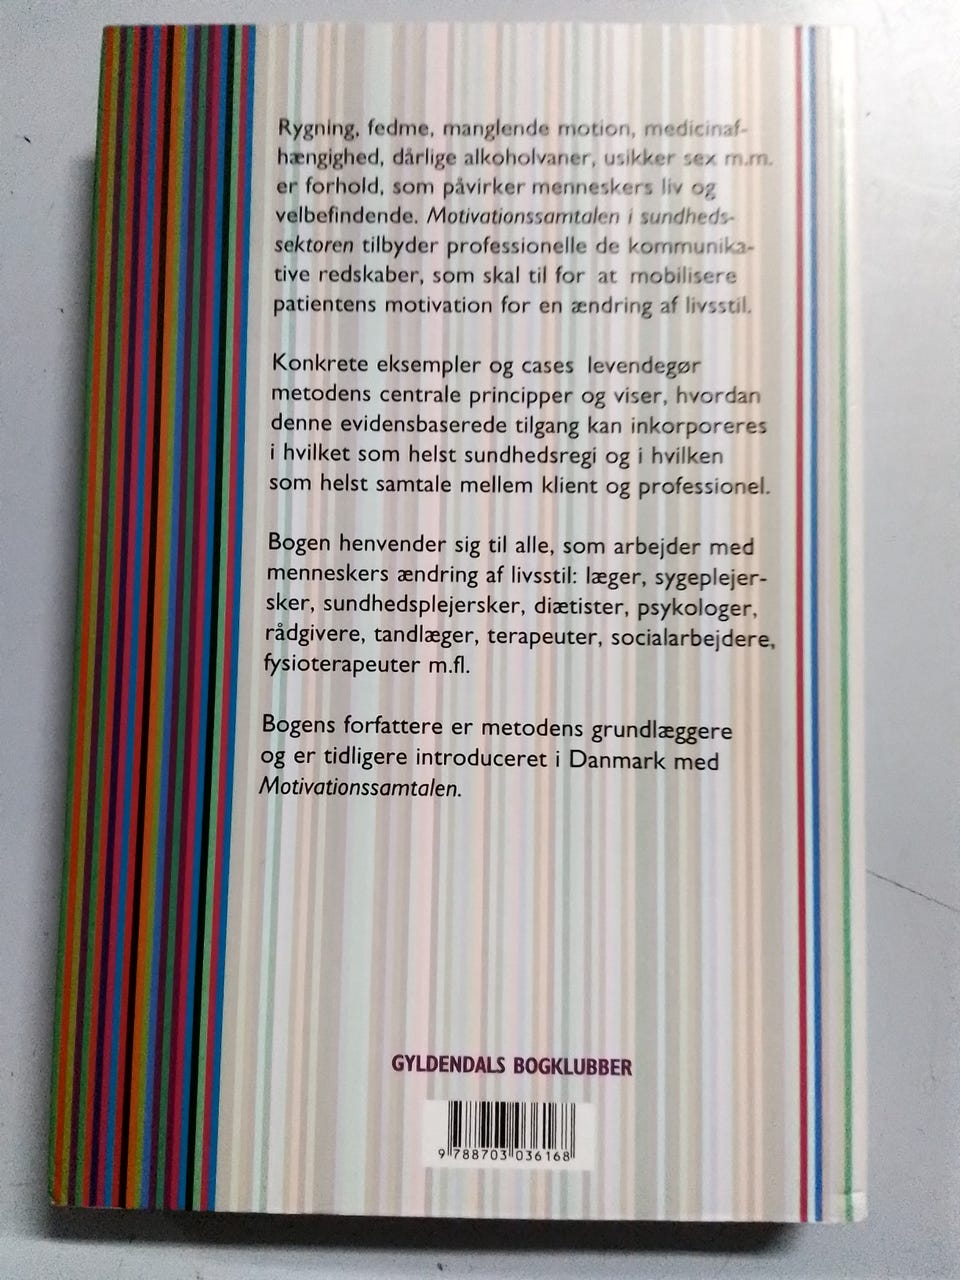 Rygning, fedme, manglende motion, medicinaf-
hængighed, dårlige alkoholvaner, usikker sex m.m.
er forhold, som påvirker menneskers liv og
velbefindende. Motivationssamtalen i sundheds-
sektoren tilbyder professionelle de kommunika-
tive redskaber, som skal til for at mobilisere
patientens motivation for en ændring af livsstil.
Konkrete eksempler og cases levendegør
metodens centrale principper og viser, hvordan
denne evidensbaserede tilgang kan inkorporeres
i hvilket som helst sundhedsregi og i hvilken
som helst samtale mellem klient og professionel.
Bogen henvender sig til alle, som arbejder med
menneskers ændring af livsstil: læger, sygeplejer-
sker, sundhedsplejersker, diætister, psykologer,
rådgivere, tandlæger, terapeuter, socialarbejdere,
fysioterapeuter m.fl.
Bogens forfattere er metodens grundlæggere
og er tidligere introduceret i Danmark med
Motivationssamtalen.
GYLDENDALS BOGKLUBBER
9 788703 036168